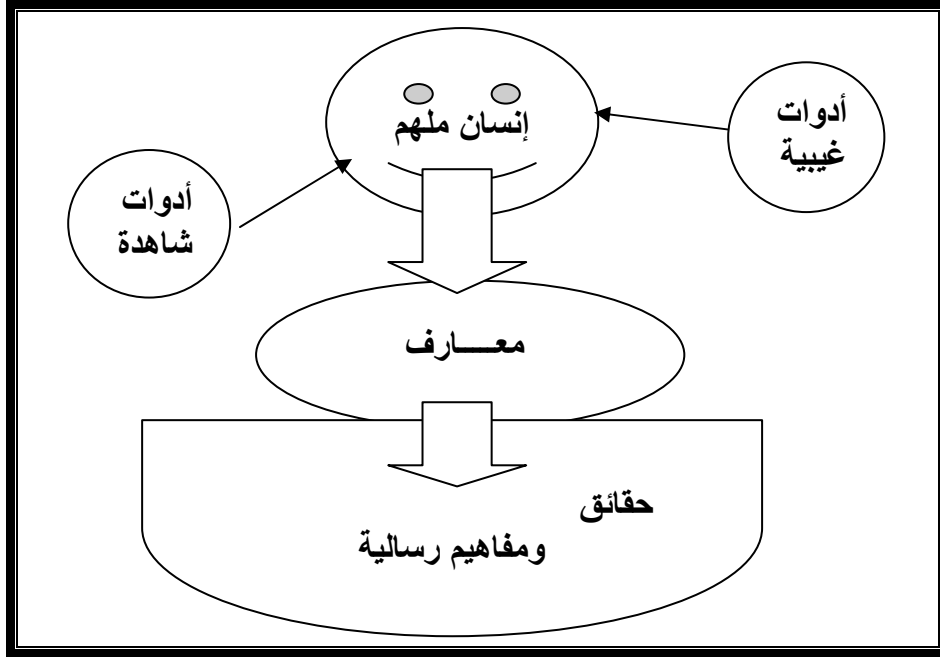 إنسان ملهم
أدوات
غيبية
أدوات
شاهدة
معـــارف
حقائق
ومفاهيم رسالية